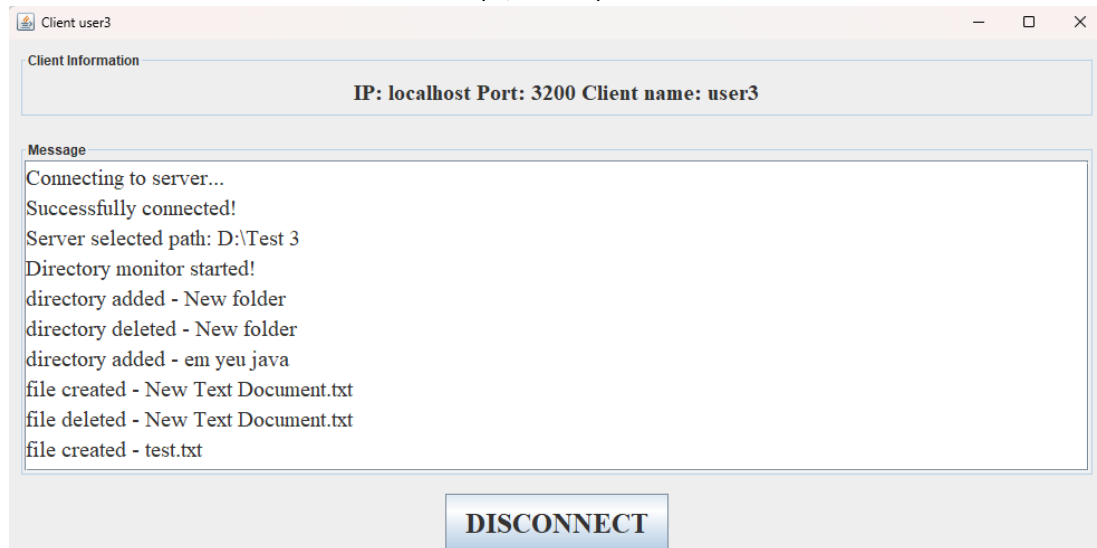 Client user3
Client Information
IP: localhost Port: 3200 Client name: user3
Message
Connecting to server...
Successfully connected!
Server selected path: D:\Test 3
Directory monitor started!
directory added - New folder
directory deleted - New folder
directory added - em yeu java
file created - New Text Document.txt
file deleted - New Text Document.txt
file created - test.txt
DISCONNECT